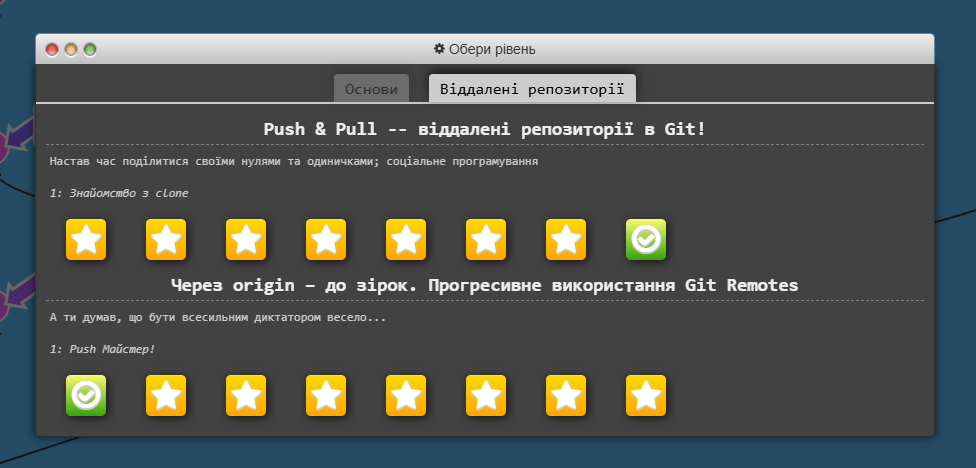 Обери рівень
Основи
Віддалені репозиторії
Push & Pull -- віддалені репозиторії в Git!
Настав час поділитися своїми нулями та одиничками; соціальне програмування
1: Знайомство з clone
Через origin – до зірок. Прогресивне використання Git Remotes
А ти думав, що бути всесильним диктатором весело...
1: Push Майстер!